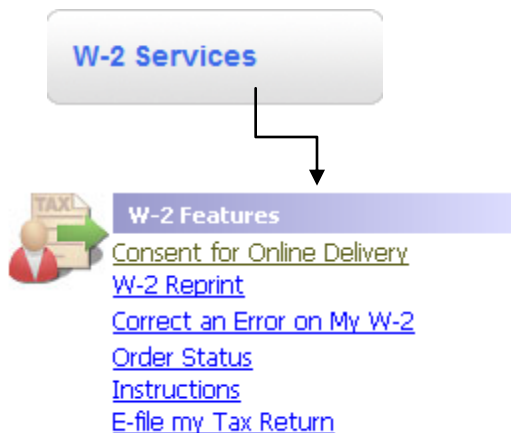 W-2 Services
TAX
W-2 Features
Consent for Online Delivery
W-2 Reprint
Correct an Error on My W-2
Order Status
Instructions
E-file my Tax Return